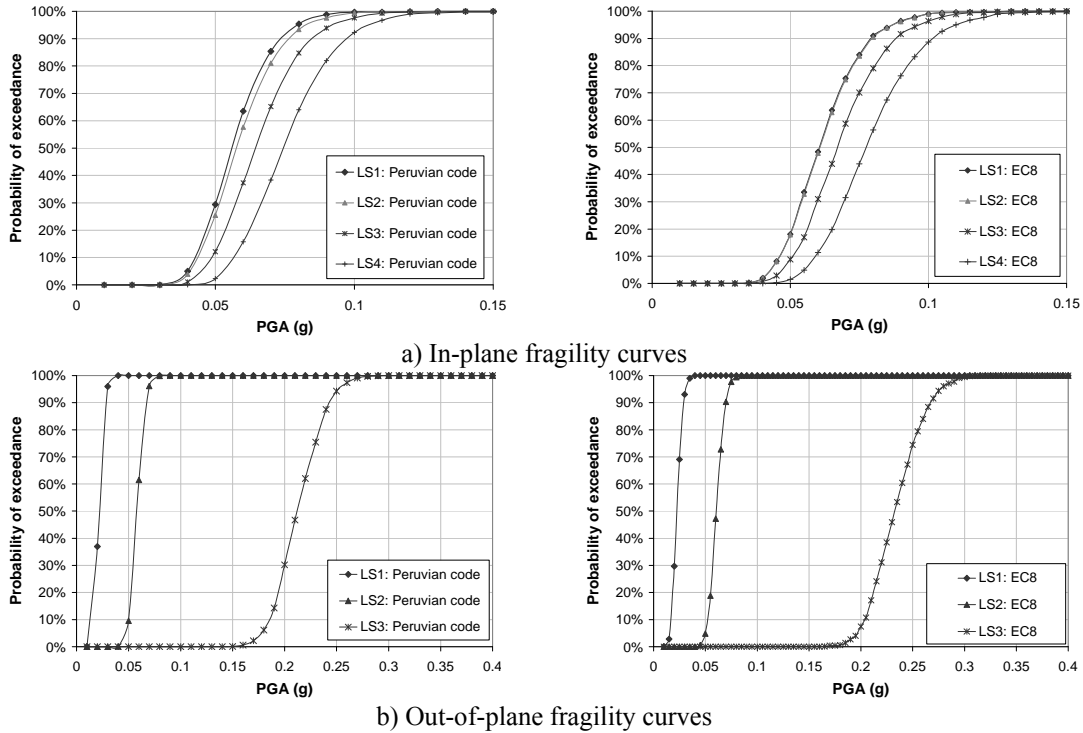 100%
90%
80%
70%
60%
50%
40%
30%
20%
10%
0%
Probability of exceedance
0
0.05
0.1
0.15
PGA (g)
LS1: Peruvian code
LS2: Peruvian code
LS3: Peruvian code
LS4: Peruvian code
100%
90%
80%
70%
60%
50%
40%
30%
20%
10%
0%
Probability of exceedance
0
0.05
0.1
0.15
PGA (g)
LS1: EC8
LS2: EC8
LS3: EC8
LS4: EC8
a) In-plane fragility curves
100%
90%
80%
70%
60%
50%
40%
30%
20%
10%
0%
Probability of exceedance
0
0.05
0.1
0.15
0.2
0.25
0.3
0.35
0.4
PGA (g)
LS1: Peruvian code
LS2: Peruvian code
LS3: Peruvian code
100%
90%
80%
70%
60%
50%
40%
30%
20%
10%
0%
Probability of exceedance
0
0.05
0.1
0.15
0.2
0.25
0.3
0.35
0.4
PGA (g)
LS1: EC8
LS2: EC8
LS3: EC8
b) Out-of-plane fragility curves